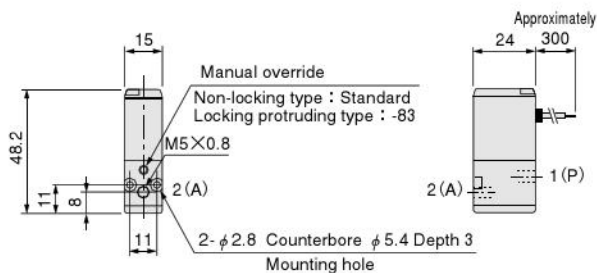 Approximately
15
24
300
Manual override
Non-locking type : Standard
Locking protruding type : -83
M5×0.8
48.2
11
8
2(A)
2(A)
1(P)
11
2-φ2.8 Counterbore φ5.4 Depth 3
Mounting hole